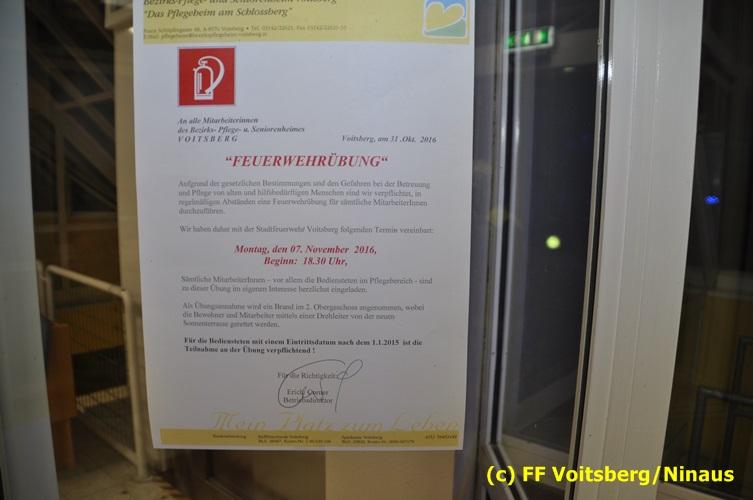 Bezirks-Pflege- und Seniorenheim Voitsberg
"Das Pflegeheim am Schlossberg"
An alle Mitarbeiterinnen
des Bezirks- Pflege- u. Seniorenheimes
VOITSBERG
Voitsberg, am 31 .Okt. 2016
“FEUERWEHRÜBUNG“
Aufgrund der gesetzlichen Bestimmungen und den Gefahren bei der Betreuung
und Pflege von alten und hilfsbedürftigen Menschen sind wir verpflichtet, in
regelmäßigen Abständen eine Feuerwehrübung für sämtliche MitarbeiterInnen
durchzuführen.
Wir haben daher mit der Stadtfeuerwehr Voitsberg folgenden Termin vereinbart:
Montag, den 07. November 2016,
Beginn: 18.30 Uhr,
Sämtliche MitarbeiterInnen – vor allem die Bediensteten im Pflegebereich - sind
zu dieser Übung im eigenen Interesse herzlichst eingeladen.
Als Übungsannahme wird ein Brand im 2. Obergeschoss angenommen, wobei
die Bewohner und Mitarbeiter mittels einer Drehleiter von der neuen
Sonnenterrasse gerettet werden.
Für die Bediensteten mit einem Eintrittsdatum nach dem 1.1.2015 ist die
Teilnahme an der Übung verpflichtend !
Für die Richtigkeit:
Erich
Betriebsdirektor
Mein Platz zum Leben
(c) FF Voitsberg/Ninaus